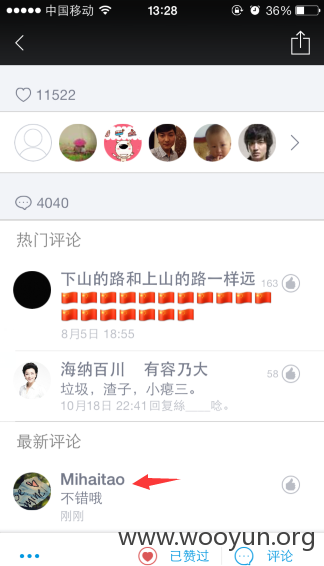 中国移动 13:28 36%
11522
4040
热门评论
下山的路和上山的路一样远 163
🇨🇳🇨🇳🇨🇳🇨🇳🇨🇳🇨🇳🇨🇳🇨🇳🇨🇳🇨🇳🇨🇳
🇨🇳🇨🇳🇨🇳🇨🇳🇨🇳🇨🇳🇨🇳
8月5日 18:55
海纳百川 有容乃大 58
垃圾，渣子，小瘪三。
10月18日 22:41回复絲____唸。
最新评论
Mihaitao
不错哦
刚刚
www.wooyun.org
已赞过 评论